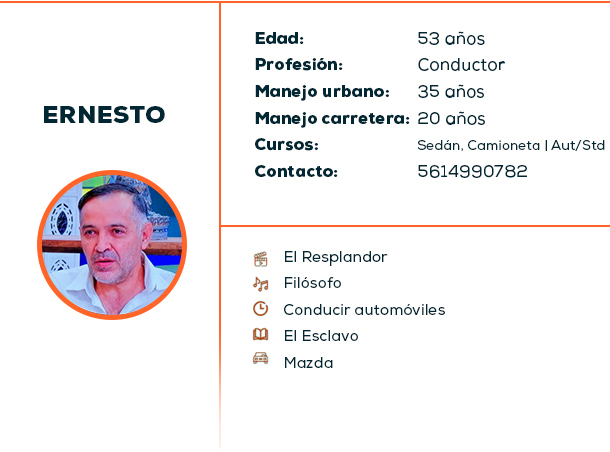 ERNESTO
Edad: 53 años
Profesión: Conductor
Manejo urbano: 35 años
Manejo carretera: 20 años
Cursos: Sedán, Camioneta | Aut/Std
Contacto: 5614990782
El Resplandor
Filósofo
Conducir automóviles
El Esclavo
Mazda